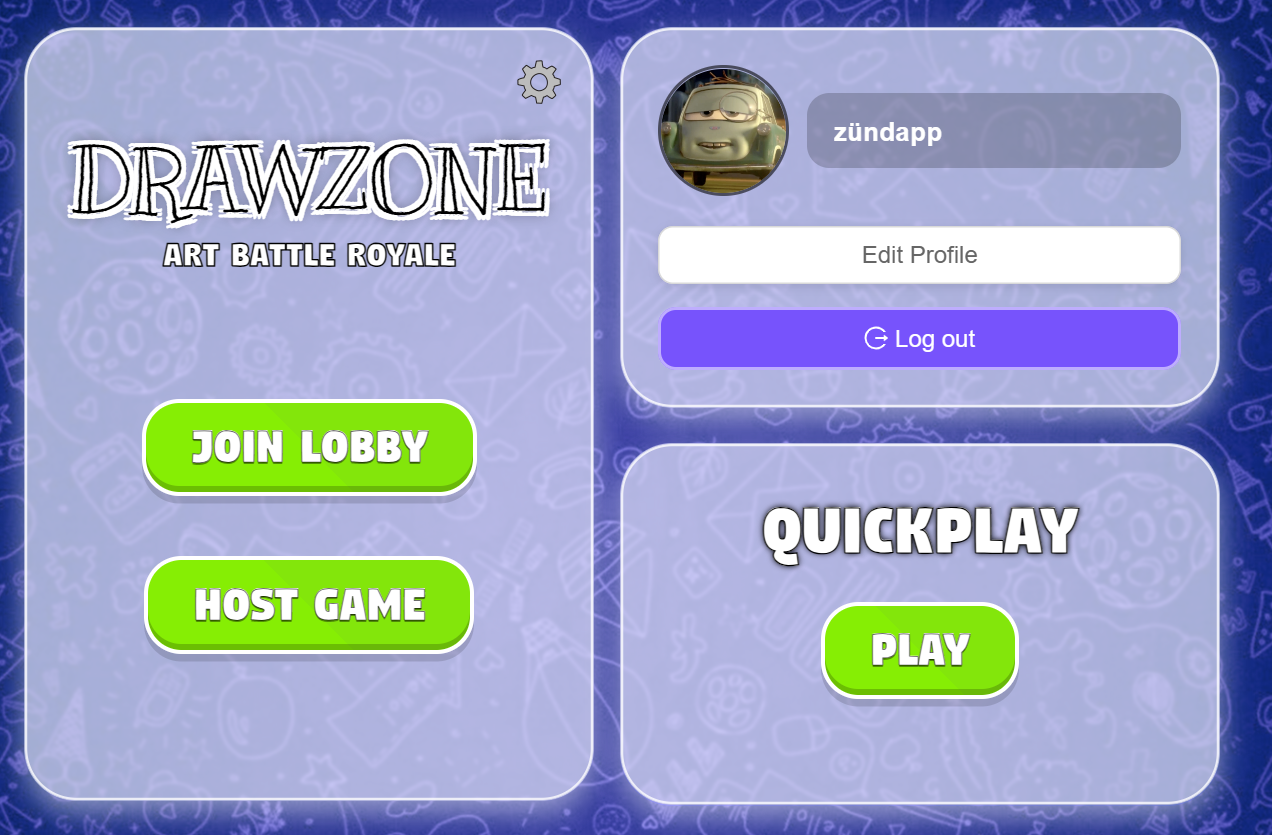 DRAWZONE
ART BATTLE ROYALE
JOIN LOBBY
HOST GAME
zündapp
Edit Profile
Log out
QUICKPLAY
PLAY